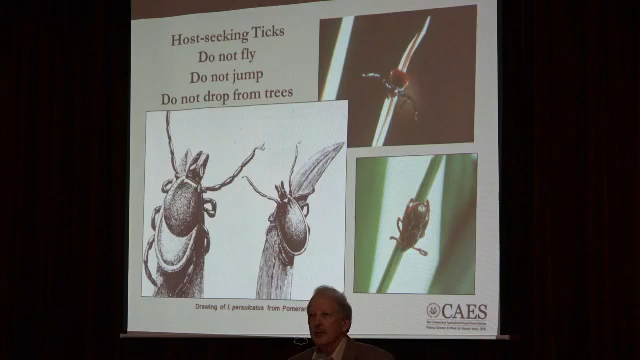 Host-seeking Ticks
Do not fly
Do not jump
Do not drop from trees
Drawing of I. persulcatus from Pomeran
CAES